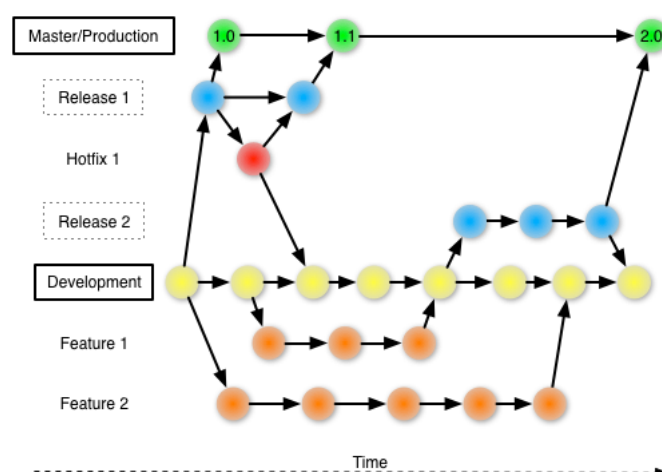 Master/Production
1.0
1.1
2.0
Release 1
Hotfix 1
Release 2
Development
Feature 1
Feature 2
Time